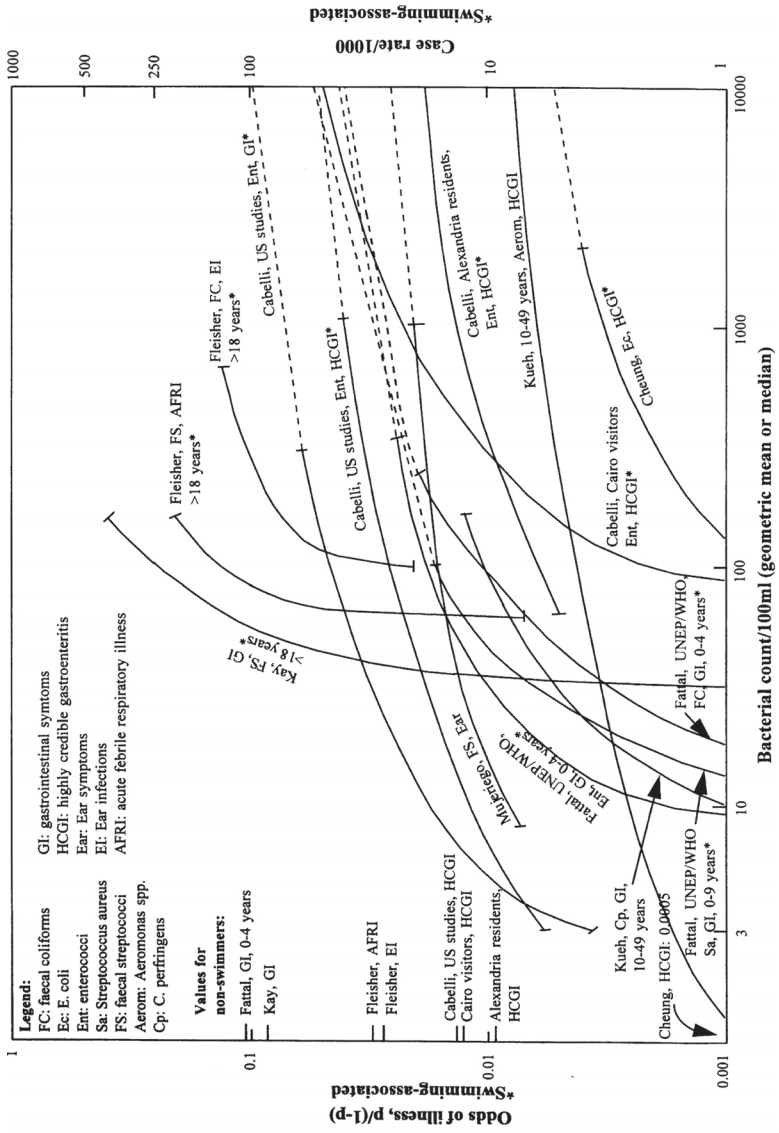 Legend:
FC: faecal coliforms
Ec: E. coli
Ent: enterococci
Sa: Streptococcus aureus
FS: faecal streptococci
Aerom: Aeromonas spp.
Cp: C. perfringens
GI: gastrointestinal symtoms
HCGI: highly credible gastroenteritis
Ear: Ear symptoms
EI: Ear infections
AFRI: acute febrile respiratory illness
Values for
non-swimmers:
Fattal, GI, 0-4 years
Kay, GI
Fleisher, AFRI
Fleisher, EI
Cabelli, US studies, HCGI
Cairo visitors, HCGI
Alexandria residents,
HCGI
Kay, FS, GI
>18 years*
Fleisher, FS, AFRI
>18 years*
Fleisher, FC, EI
>18 years*
Cabelli, US studies, Ent, GI*
Cabelli, US studies, Ent, HCGI*
Mujeriego, FS, Ear
Fattal, UNEP/WHO,
Ent, GI, 0-4 years*
Cabelli, Alexandria residents,
Ent, HCGI*
Kueh, 10-49 years, Aerom, HCGI
Cheung, Ec, HCGI*
Cabelli, Cairo visitors
Ent, HCGI*
Fattal, UNEP/WHO,
FC, GI, 0-4 years*
Kueh, Cp, GI,
10-49 years
Fattal, UNEP/WHO
Sa, GI, 0-9 years*
Cheung, HCGI: 0.0005
Odds of illness, p/(1-p)
*Swimming-associated
1
0.1
0.01
0.001
3
10
100
1000
10000
Bacterial count/100ml (geometric mean or median)
1000
500
250
100
10
1
Case rate/1000
*Swimming-associated